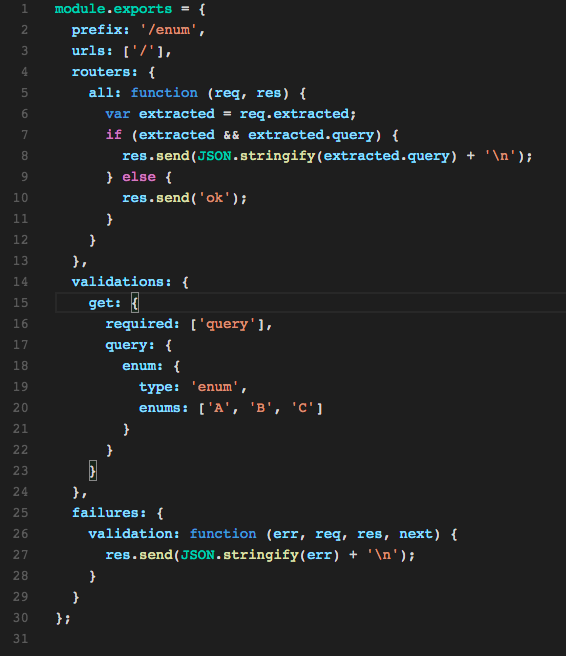 1 module.exports = {
2   prefix: '/enum',
3   urls: ['/'],
4   routers: {
5     all: function (req, res) {
6       var extracted = req.extracted;
7       if (extracted && extracted.query) {
8         res.send(JSON.stringify(extracted.query) + '\n');
9       } else {
10         res.send('ok');
11       }
12     }
13   },
14   validations: {
15     get: {
16       required: ['query'],
17       query: {
18         enum: {
19           type: 'enum',
20           enums: ['A', 'B', 'C']
21         }
22       }
23     }
24   },
25   failures: {
26     validation: function (err, req, res, next) {
27       res.send(JSON.stringify(err) + '\n');
28     }
29   }
30 };
31